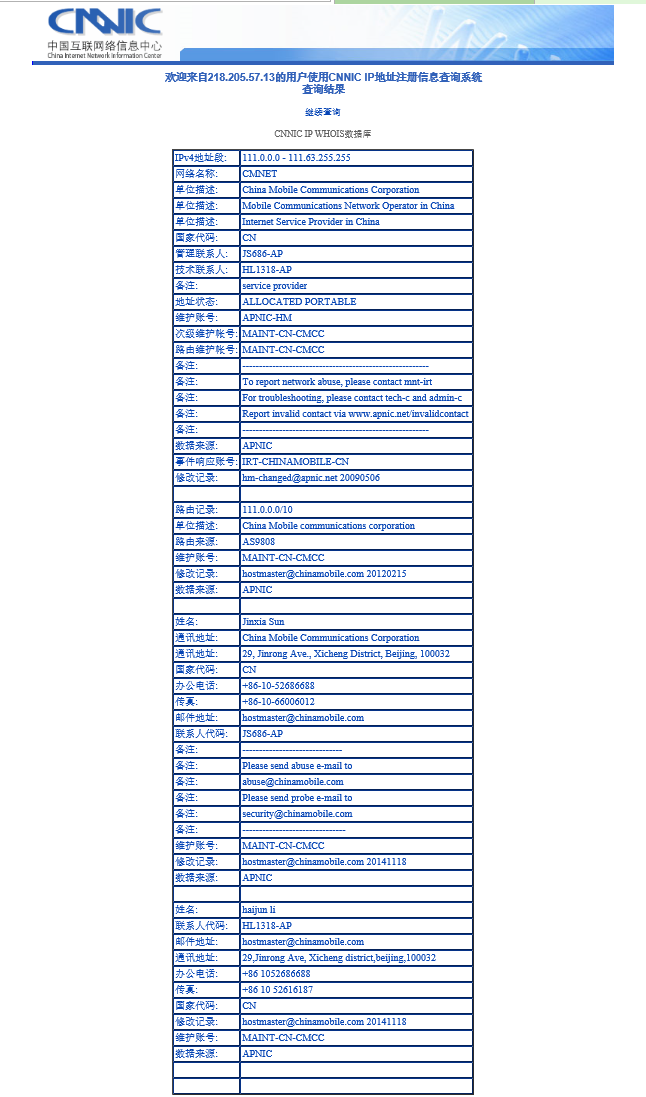 CNNIC
中国互联网络信息中心
China Internet Network Information Center
欢迎来自218.205.57.13的用户使用CNNIC IP地址注册信息查询系统
查询结果
继续查询
CNNIC IP WHOIS数据库
IPv4地址段: 111.0.0.0 - 111.63.255.255
网络名称: CMNET
单位描述: China Mobile Communications Corporation
单位描述: Mobile Communications Network Operator in China
单位描述: Internet Service Provider in China
国家代码: CN
管理联系人: JS686-AP
技术联系人: HL1318-AP
备注: service provider
地址状态: ALLOCATED PORTABLE
维护账号: APNIC-HM
次级维护帐号: MAINT-CN-CMCC
路由维护帐号: MAINT-CN-CMCC
备注: --------------------------------------------------------
备注: To report network abuse, please contact mnt-irt
备注: For troubleshooting, please contact tech-c and admin-c
备注: Report invalid contact via www.apnic.net/invalidcontact
备注: --------------------------------------------------------
数据来源: APNIC
事件响应账号: IRT-CHINAMOBILE-CN
修改记录: hm-changed@apnic.net 20090506
路由记录: 111.0.0.0/10
单位描述: China Mobile communications corporation
路由来源: AS9808
维护账号: MAINT-CN-CMCC
修改记录: hostmaster@chinamobile.com 20120215
数据来源: APNIC
姓名: Jinxia Sun
通讯地址: China Mobile Communications Corporation
通讯地址: 29, Jinrong Ave., Xicheng District, Beijing, 100032
国家代码: CN
办公电话: +86-10-52686688
传真: +86-10-66006012
邮件地址: hostmaster@chinamobile.com
联系人代码: JS686-AP
备注: ------------------------------
备注: Please send abuse e-mail to
备注: abuse@chinamobile.com
备注: Please send probe e-mail to
备注: security@chinamobile.com
备注: -------------------------------
维护账号: MAINT-CN-CMCC
修改记录: hostmaster@chinamobile.com 20141118
数据来源: APNIC
姓名: haijun li
联系人代码: HL1318-AP
邮件地址: hostmaster@chinamobile.com
通讯地址: 29,Jinrong Ave, Xicheng district,beijing,100032
办公电话: +86 1052686688
传真: +86 10 52616187
国家代码: CN
修改记录: hostmaster@chinamobile.com 20141118
维护账号: MAINT-CN-CMCC
数据来源: APNIC